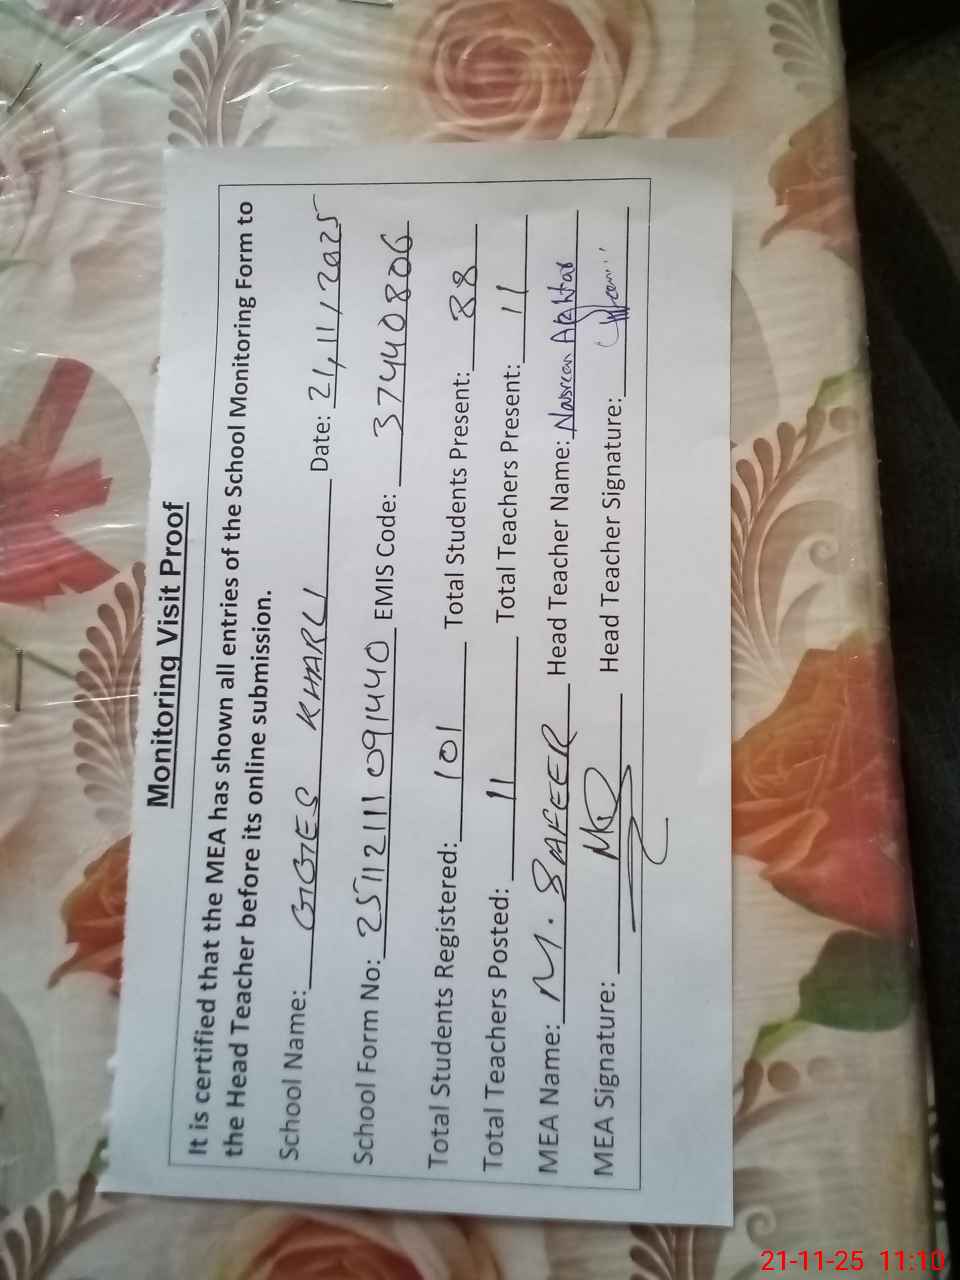 Monitoring Visit Proof
It is certified that the MEA has shown all entries of the School Monitoring Form to
the Head Teacher before its online submission.
School Name: GGES KHARLI Date: 21/11/2025
School Form No: 251121111091440 EMIS Code: 37440806
Total Students Registered: 101 Total Students Present: 88
Total Teachers Posted: 11 Total Teachers Present: 11
MEA Name: M. SAFEER Head Teacher Name: Nasreen Akhtar
MEA Signature: Head Teacher Signature:
21-11-25 11:10